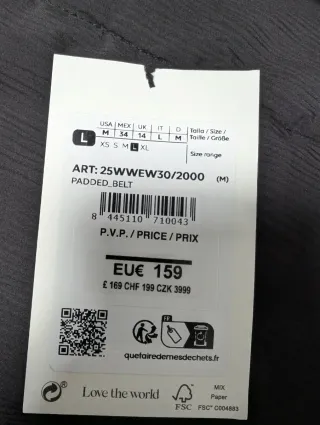 USA MEX UK IT D
L M 34 14 L M Talla / Size / Taille / Größe
XS S M L XL Size range
ART: 25WWEW30/2000 (M)
PADDED_BELT
8 445110 710043
P.V.P. / PRICE / PRIX
EU€ 159
£ 169 CHF 199 CZK 3999
FR
quefairedemesdechets.fr
Love the world
FSC
MIX
Paper
FSC® C004883